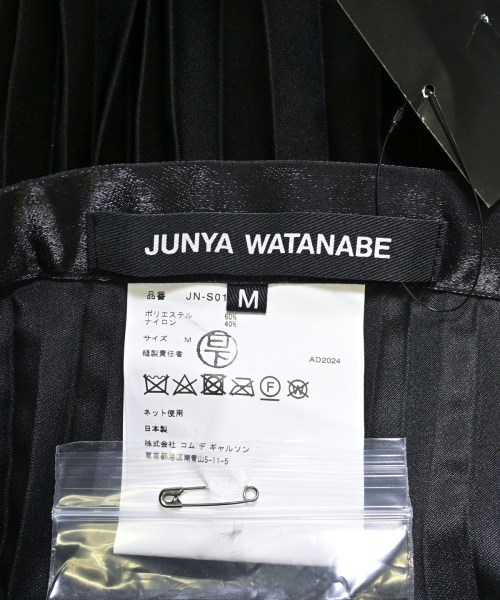 JUNYA WATANABE
M
品番 JN-S01
ポリエステル 60%
ナイロン 40%
サイズ M
縫製責任者 日下
AD2024
F W
ネット使用
日本製
株式会社 コム デ ギャルソン
東京都港区南青山5-11-5